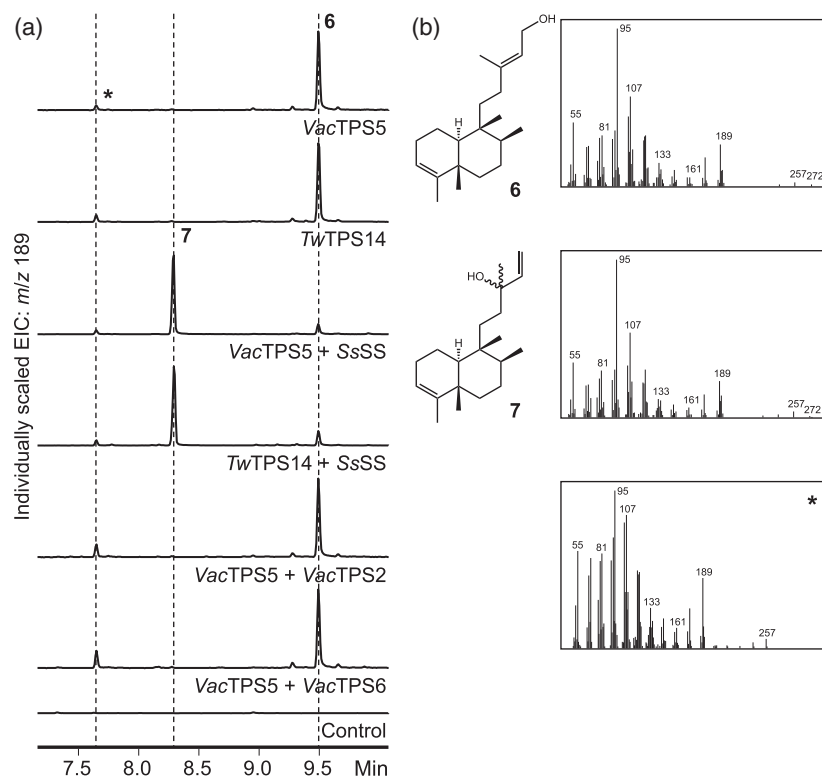 (a)
6
*
VacTPS5
TwTPS14
7
VacTPS5 + SsSS
TwTPS14 + SsSS
VacTPS5 + VacTPS2
VacTPS5 + VacTPS6
Control
Individually scaled EIC: m/z 189
7.5 8.0 8.5 9.0 9.5 Min
(b)
OH
H
6
95
107
55
81
133
161
189
257
272
HO
H
7
95
107
55
81
133
161
189
257
272
*
95
107
55
81
133
161
189
257